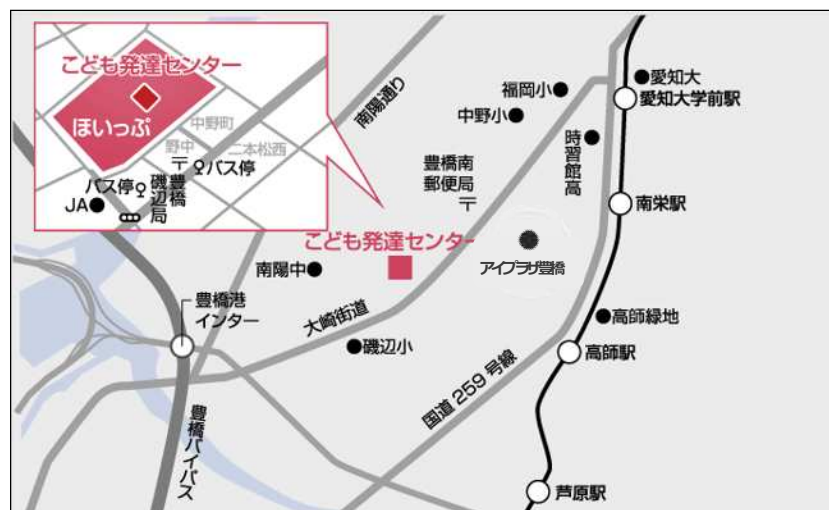 こども発達センター
ほいっぷ
中野町
野中
二本松西
〒
バス停
バス停
豊橋
磯辺局
JA
南陽通り
福岡小
中野小
愛知大
愛知大学前駅
時習館高
豊橋南
郵便局
〒
南栄駅
こども発達センター
アイプラザ豊橋
南陽中
豊橋港
インター
大崎街道
磯辺小
高師緑地
高師駅
国道259号線
豊橋バイパス
芦原駅